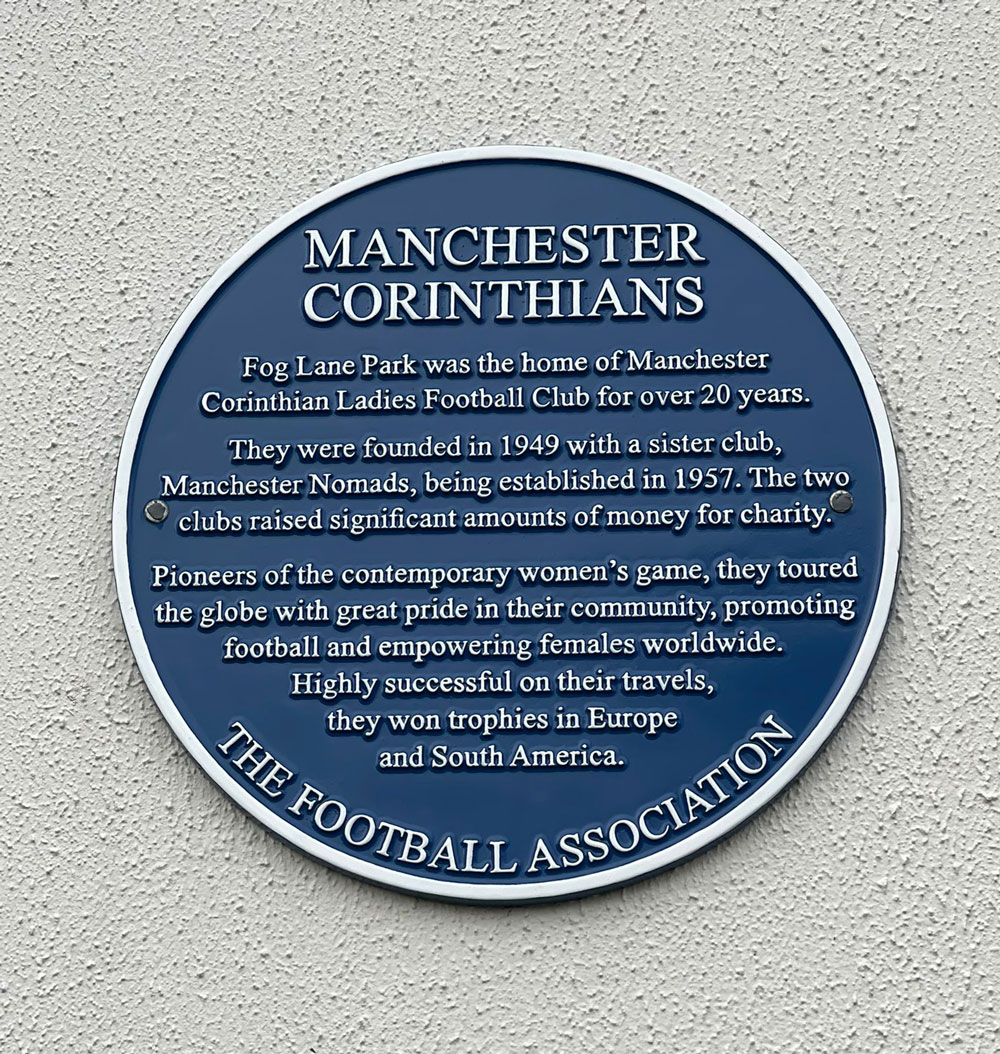 MANCHESTER
CORINTHIANS
Fog Lane Park was the home of Manchester
Corinthian Ladies Football Club for over 20 years.
They were founded in 1949 with a sister club,
Manchester Nomads, being established in 1957. The two
clubs raised significant amounts of money for charity.
Pioneers of the contemporary women's game, they toured
the globe with great pride in their community, promoting
football and empowering females worldwide.
Highly successful on their travels,
they won trophies in Europe
and South America.
THE FOOTBALL ASSOCIATION